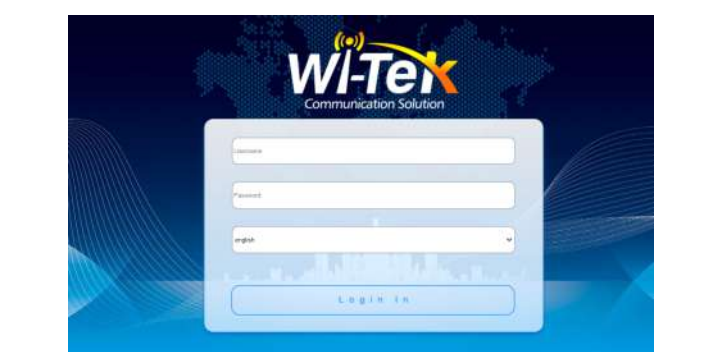 WI-Tek
Communication Solution
Username
Password
english
Login in